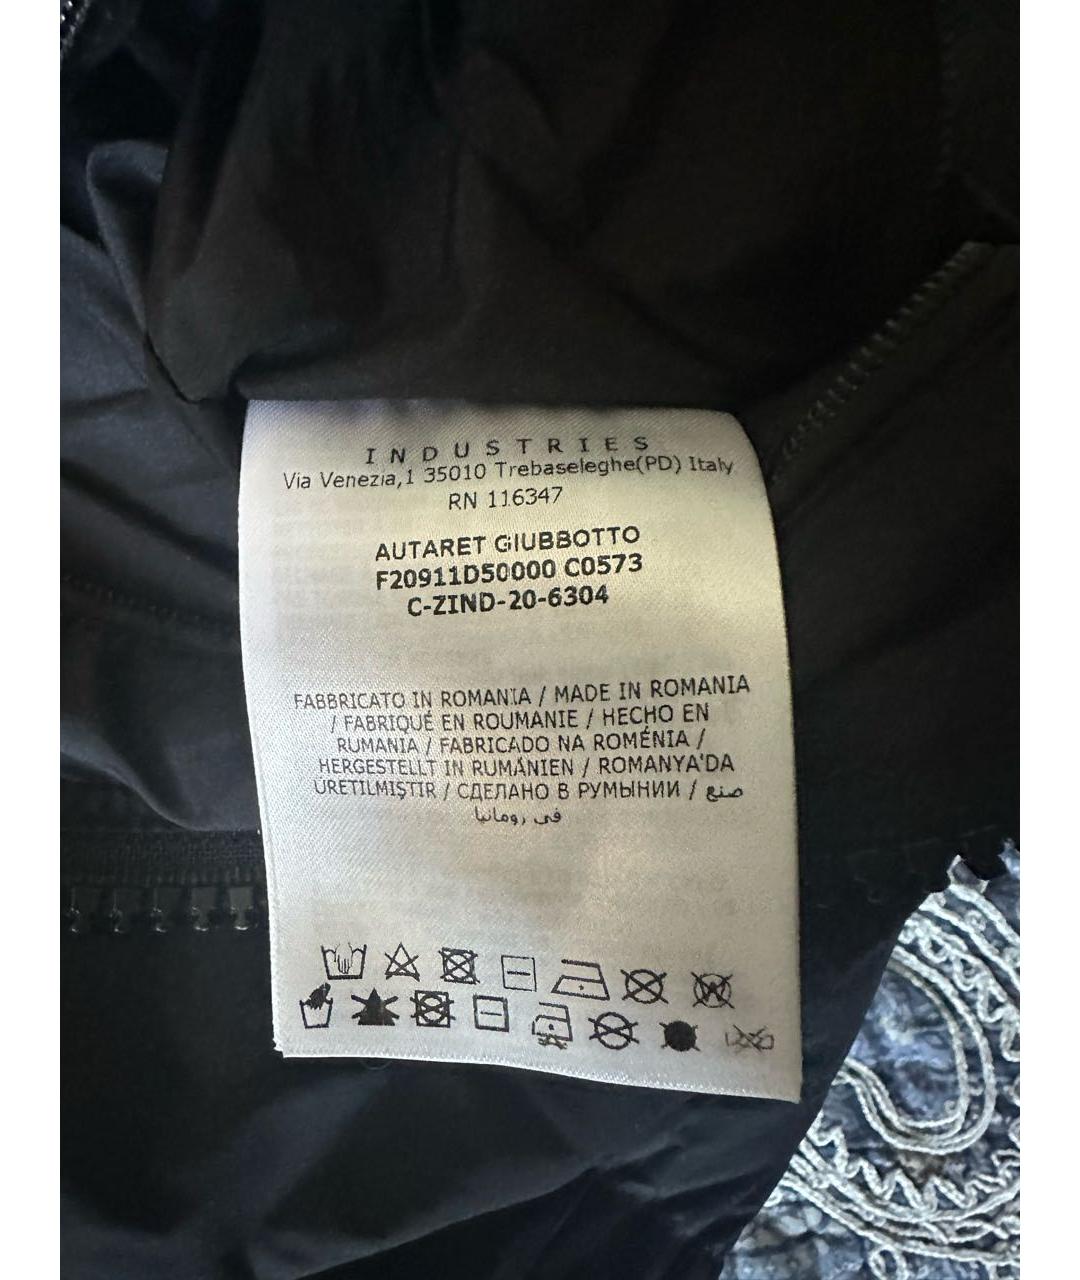 INDUSTRIES
Via Venezia,1 35010 Trebaseleghe(PD) Italy
RN 116347
AUTARET GIUBBOTTO
F20911D50000 C0573
C-ZIND-20-6304
FABBRICATO IN ROMANIA / MADE IN ROMANIA
/ FABRIQUÉ EN ROUMANIE / HECHO EN
RUMANIA / FABRICADO NA ROMÉNIA /
HERGESTELLT IN RUMÄNIEN / ROMANYA'DA
ÜRETILMIŞTIR / СДЕЛАНО В РУМЫНИИ / صنع
في رومانيا